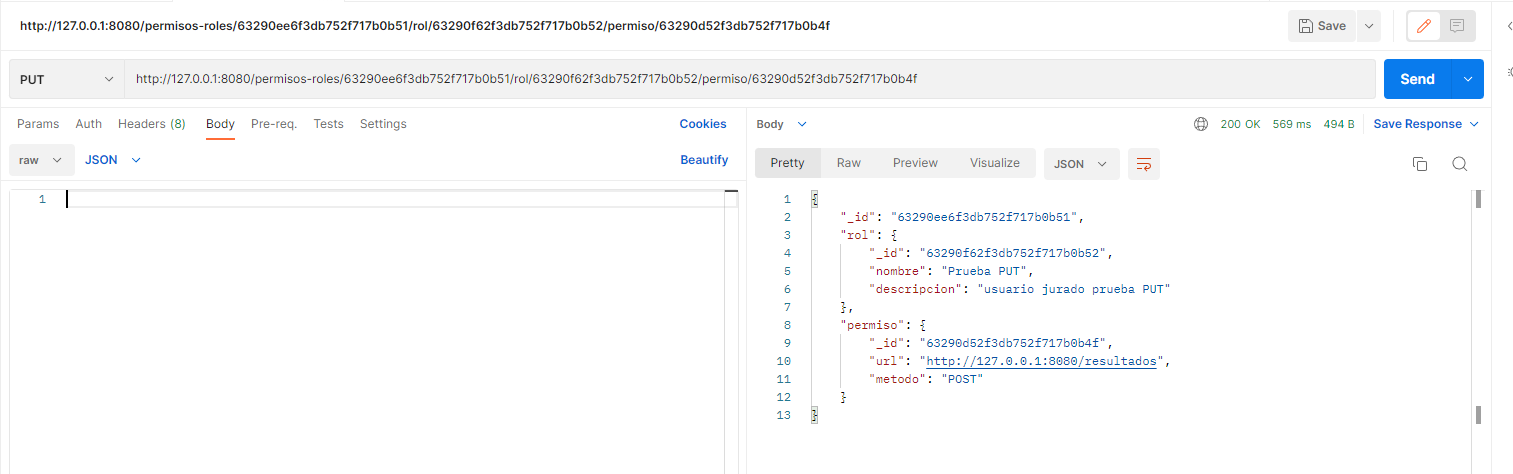 http://127.0.0.1:8080/permisos-roles/63290ee6f3db752f717b0b51/rol/63290f62f3db752f717b0b52/permiso/63290d52f3db752f717b0b4f
Save
PUT
http://127.0.0.1:8080/permisos-roles/63290ee6f3db752f717b0b51/rol/63290f62f3db752f717b0b52/permiso/63290d52f3db752f717b0b4f
Send
Params Auth Headers (8) Body Pre-req. Tests Settings Cookies
raw JSON Beautify
1
Body 200 OK 569 ms 494 B Save Response
Pretty Raw Preview Visualize JSON
1 {
2 "_id": "63290ee6f3db752f717b0b51",
3 "rol": {
4 "_id": "63290f62f3db752f717b0b52",
5 "nombre": "Prueba PUT",
6 "descripcion": "usuario jurado prueba PUT"
7 },
8 "permiso": {
9 "_id": "63290d52f3db752f717b0b4f",
10 "url": "http://127.0.0.1:8080/resultados",
11 "metodo": "POST"
12 }
13 }